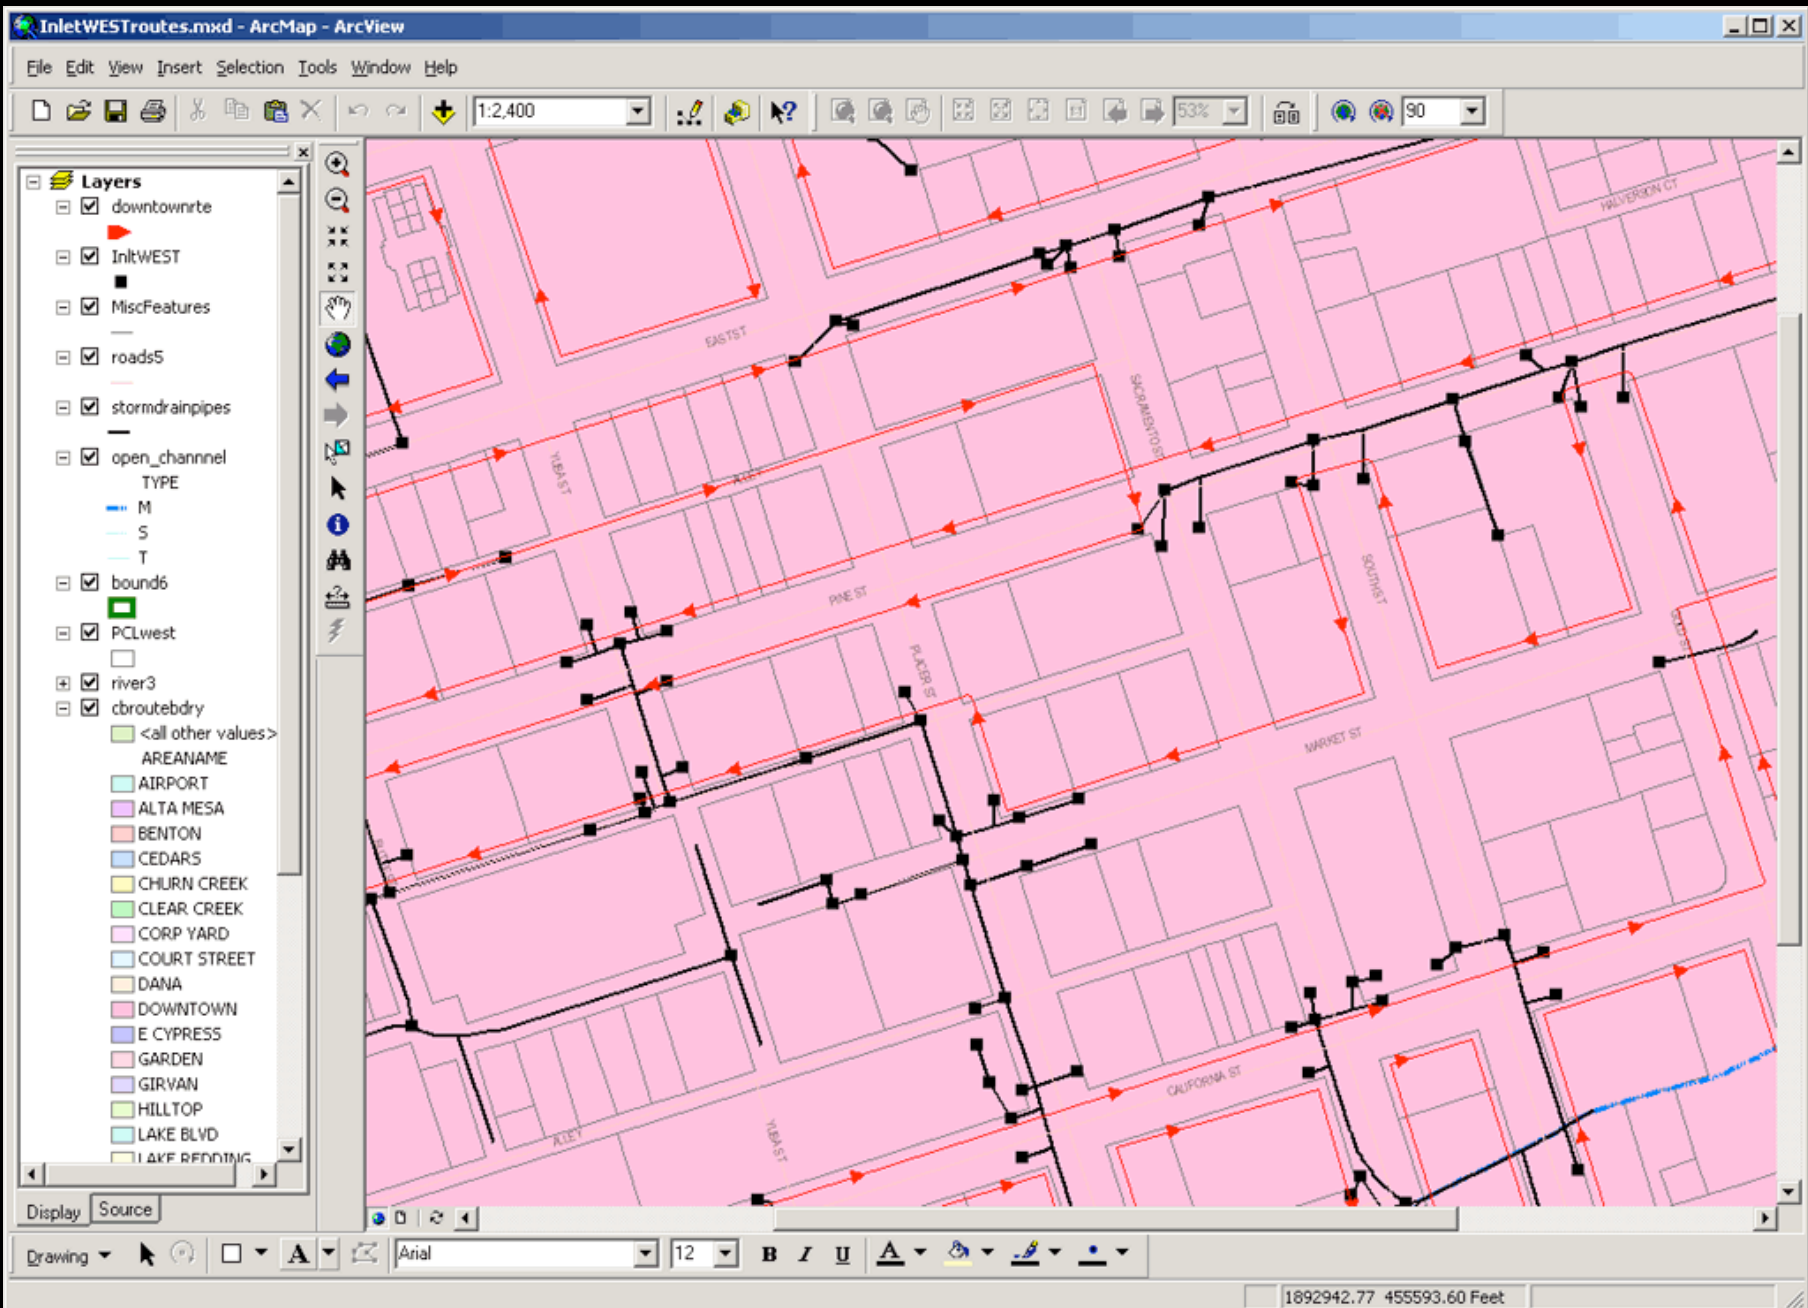 InletWESTroutes.mxd - ArcMap - ArcView
File Edit View Insert Selection Tools Window Help
1:2,400
53%
90
Layers
downtownrte
InltWEST
MiscFeatures
roads5
stormdrainpipes
open_channnel
TYPE
M
S
T
bound6
PCLwest
river3
cbroutebdry
<all other values>
AREANAME
AIRPORT
ALTA MESA
BENTON
CEDARS
CHURN CREEK
CLEAR CREEK
CORP YARD
COURT STREET
DANA
DOWNTOWN
E CYPRESS
GARDEN
GIRVAN
HILLTOP
LAKE BLVD
LAKE REDDING
Display Source
HALVERSON CT
EAST ST
SACRAMENTO ST
YUBA ST
ALLEY
PINE ST
SOUTH ST
PLACER ST
GOLD ST
MARKET ST
CALIFORNIA ST
ALLEY
YUBA ST
Drawing A Arial 12 B I U A
1892942.77 455593.60 Feet